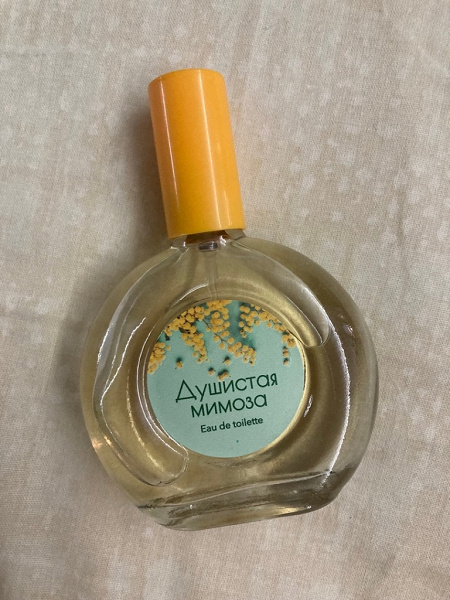 Душистая
мимоза
Eau de toilette